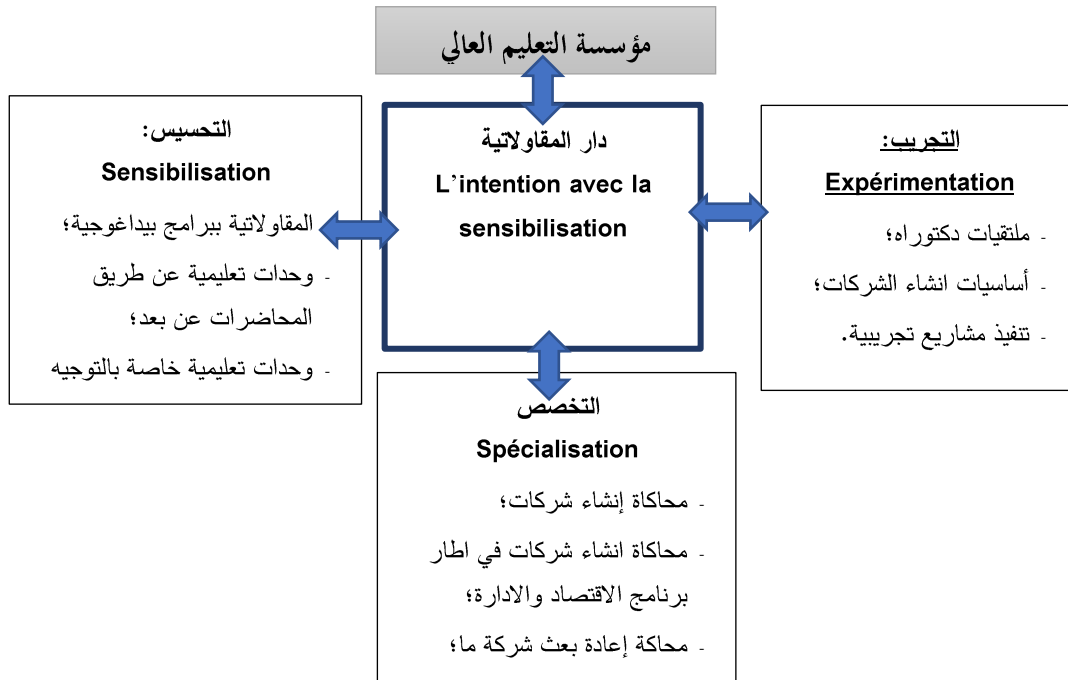 مؤسسة التعليم العالي
دار المقاولاتية
L'intention avec la
sensibilisation
التجريب:
Expérimentation
- ملتقيات دكتوراه؛
- أساسيات انشاء الشركات؛
- تنفيذ مشاريع تجريبية.
التحسيس:
Sensibilisation
المقاولاتية ببرامج بيداغوجية؛
- وحدات تعليمية عن طريق
المحاضرات عن بعد؛
- وحدات تعليمية خاصة بالتوجيه
التخصص
Spécialisation
- محاكاة إنشاء شركات؛
- محاكاة انشاء شركات في اطار
برنامج الاقتصاد والادارة؛
- محاكة إعادة بعث شركة ما؛